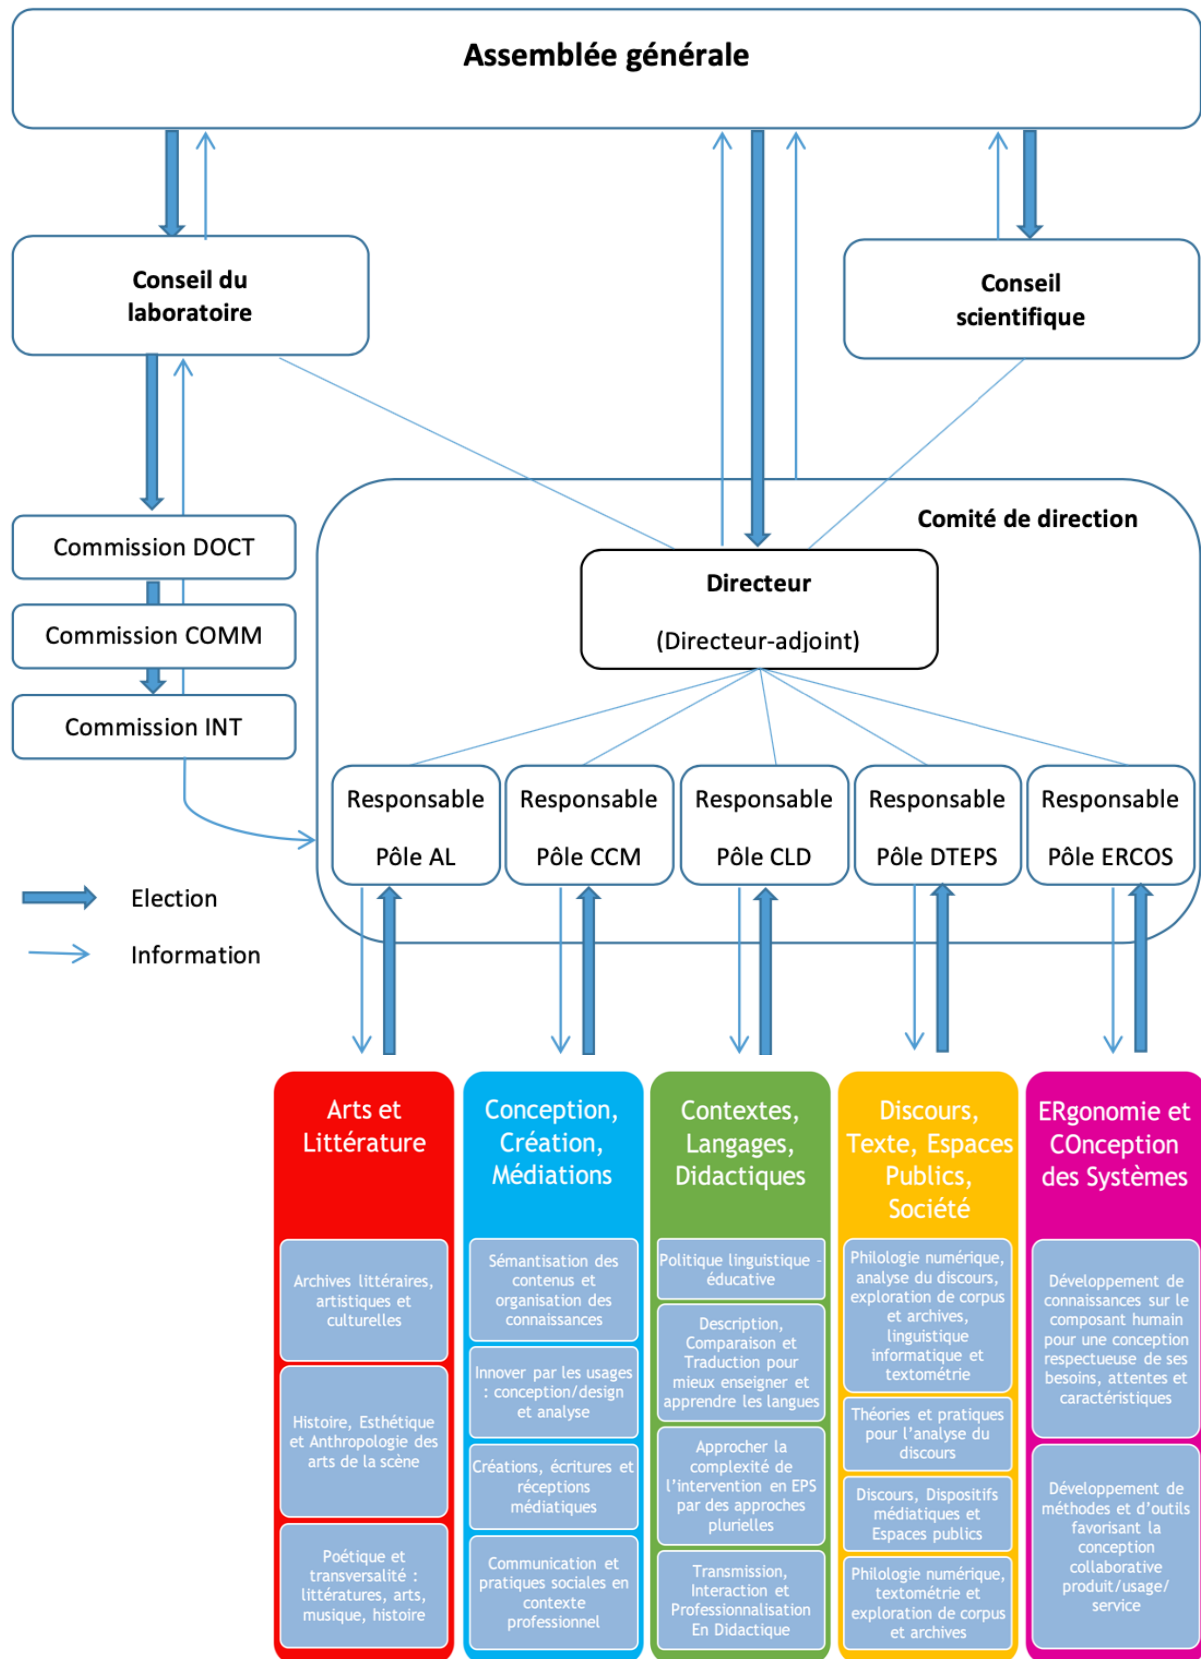 Assemblée générale
Conseil du
laboratoire
Conseil
scientifique
Comité de direction
Commission DOCT
Commission COMM
Commission INT
Directeur
(Directeur-adjoint)
Responsable
Pôle AL
Responsable
Pôle CCM
Responsable
Pôle CLD
Responsable
Pôle DTEPS
Responsable
Pôle ERCOS
Election
Information
Arts et
Littérature
Archives littéraires,
artistiques et
culturelles
Histoire, Esthétique
et Anthropologie des
arts de la scène
Poétique et
transversalité :
littératures, arts,
musique, histoire
Conception,
Création,
Médiations
Sémantisation des
contenus et
organisation des
connaissances
Innover par les usages
: conception/design
et analyse
Créations, écritures et
réceptions
médiatiques
Communication et
pratiques sociales en
contexte
professionnel
Contextes,
Langages,
Didactiques
Politique linguistique -
éducative
Description,
Comparaison et
Traduction pour
mieux enseigner et
apprendre les langues
Approcher la
complexité de
l’intervention en EPS
par des approches
plurielles
Transmission,
Interaction et
Professionnalisation
En Didactique
Discours,
Texte, Espaces
Publics,
Société
Philologie numérique,
analyse du discours,
exploration de corpus
et archives,
linguistique
informatique et
textométrie
Théories et pratiques
pour l’analyse du
discours
Discours, Dispositifs
médiatiques et
Espaces publics
Philologie numérique,
textométrie et
exploration de corpus
et archives
ERgonomie et
COnception
des Systèmes
Développement de
connaissances sur le
composant humain
pour une conception
respectueuse de ses
besoins, attentes et
caractéristiques
Développement de
méthodes et d’outils
favorisant la
conception
collaborative
produit/usage/
service